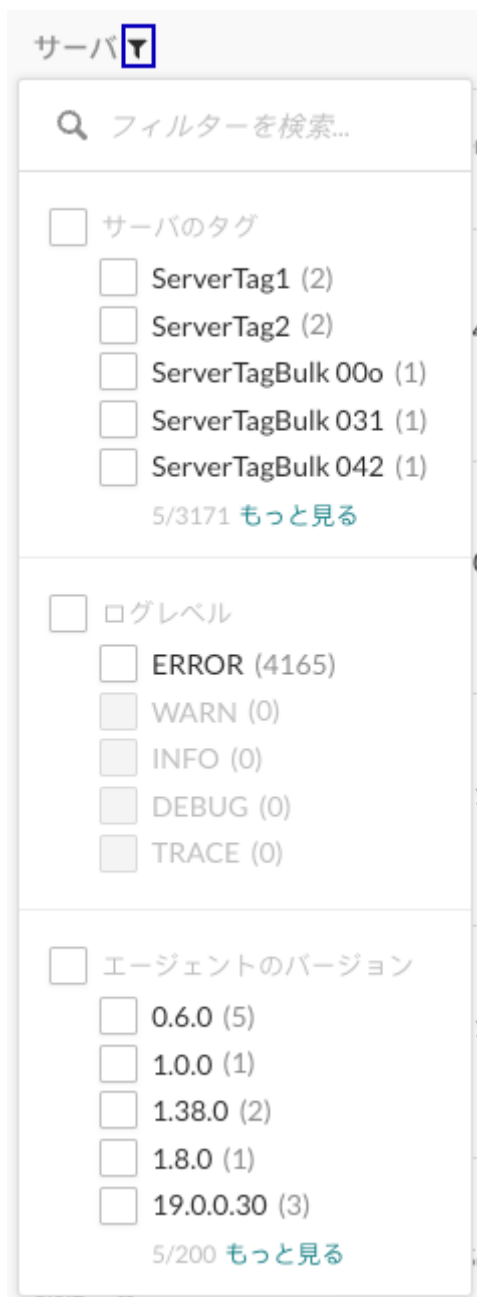 サーバ
フィルターを検索...
サーバのタグ
ServerTag1 (2)
ServerTag2 (2)
ServerTagBulk 00o (1)
ServerTagBulk 031 (1)
ServerTagBulk 042 (1)
5/3171 もっと見る
ログレベル
ERROR (4165)
WARN (0)
INFO (0)
DEBUG (0)
TRACE (0)
エージェントのバージョン
0.6.0 (5)
1.0.0 (1)
1.38.0 (2)
1.8.0 (1)
19.0.0.30 (3)
5/200 もっと見る